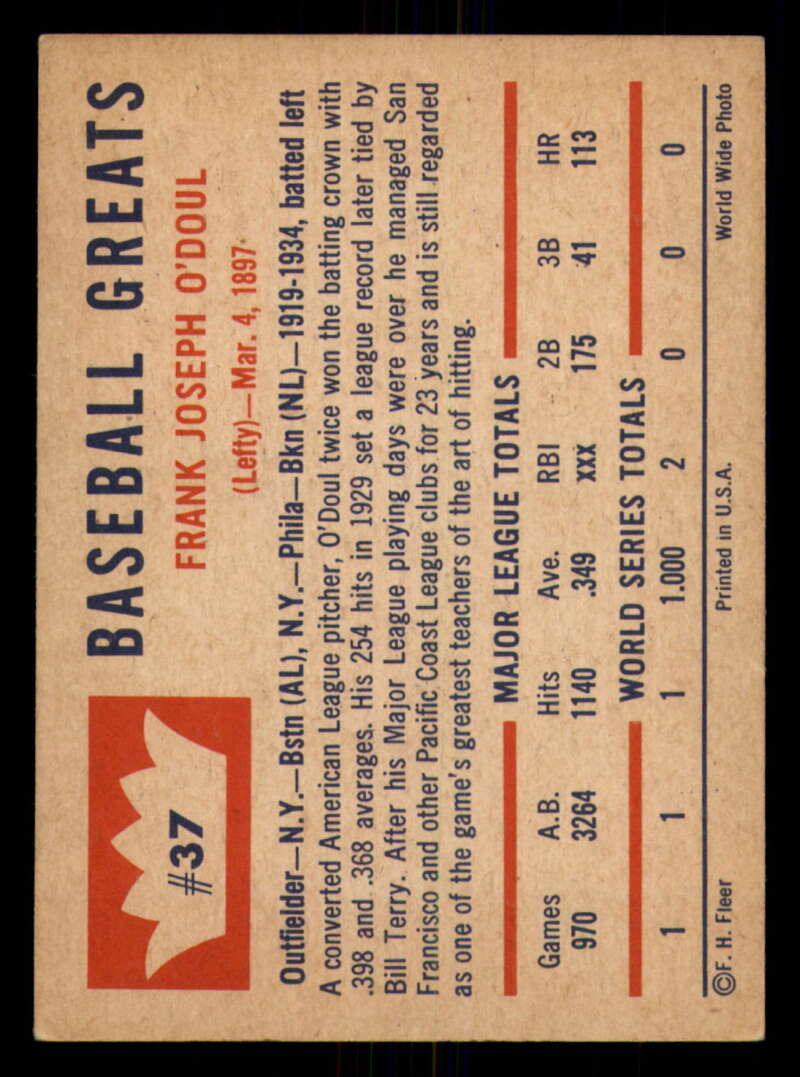 #37
BASEBALL GREATS
FRANK JOSEPH O'DOUL
(Lefty)—Mar. 4, 1897
Outfielder—N.Y.—Bstn (AL), N.Y.—Phila—Bkn (NL)—1919-1934, batted left
A converted American League pitcher, O'Doul twice won the batting crown with
.398 and .368 averages. His 254 hits in 1929 set a league record later tied by
Bill Terry. After his Major League playing days were over he managed San
Francisco and other Pacific Coast League clubs for 23 years and is still regarded
as one of the game's greatest teachers of the art of hitting.
MAJOR LEAGUE TOTALS
Games A.B. Hits Ave. RBI 2B 3B HR
970 3264 1140 .349 xxx 175 41 113
WORLD SERIES TOTALS
1 1 1 1.000 2 0 0 0
©F. H. Fleer Printed in U.S.A. World Wide Photo